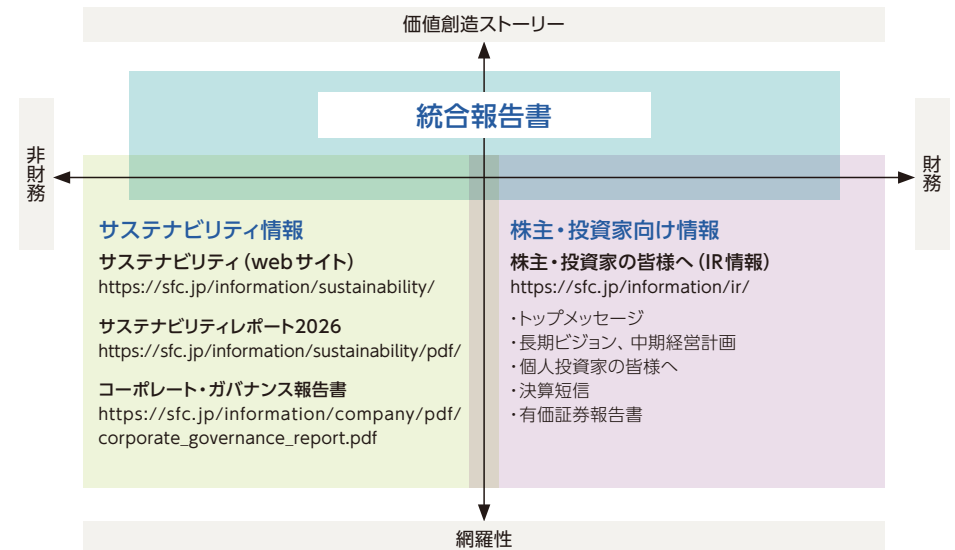 価値創造ストーリー
統合報告書
非財務
財務
サステナビリティ情報
サステナビリティ（webサイト）
https://sfc.jp/information/sustainability/
サステナビリティレポート2026
https://sfc.jp/information/sustainability/pdf/
コーポレート・ガバナンス報告書
https://sfc.jp/information/company/pdf/
corporate_governance_report.pdf
株主・投資家向け情報
株主・投資家の皆様へ（IR情報）
https://sfc.jp/information/ir/
・トップメッセージ
・長期ビジョン、中期経営計画
・個人投資家の皆様へ
・決算短信
・有価証券報告書
網羅性